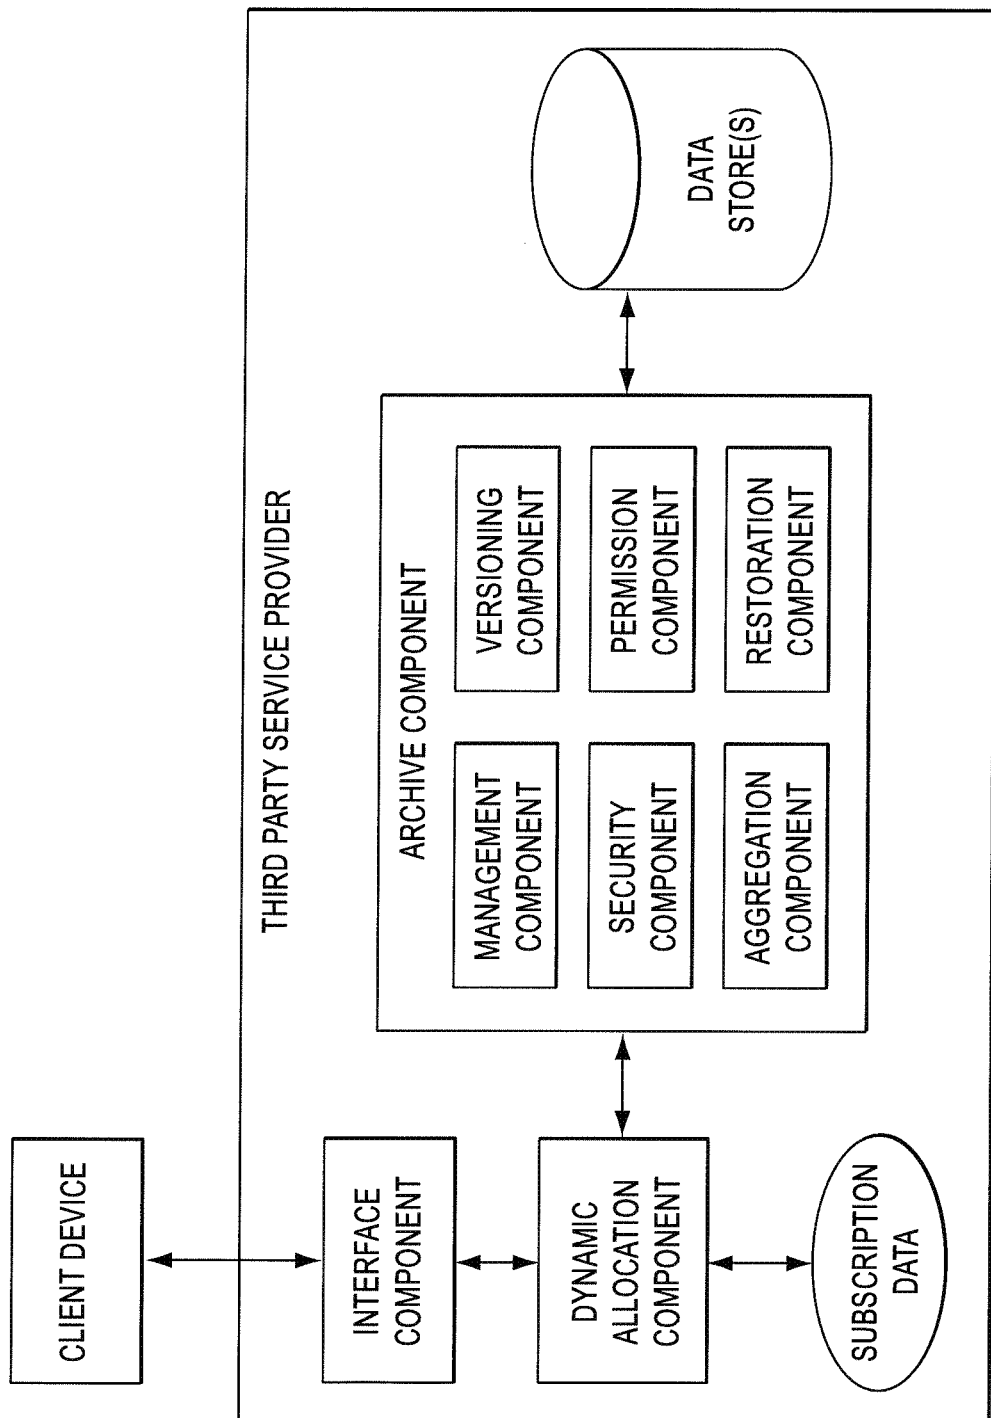 CLIENT DEVICE
THIRD PARTY SERVICE PROVIDER
INTERFACE
COMPONENT
DYNAMIC
ALLOCATION
COMPONENT
SUBSCRIPTION
DATA
ARCHIVE COMPONENT
MANAGEMENT
COMPONENT
VERSIONING
COMPONENT
SECURITY
COMPONENT
PERMISSION
COMPONENT
AGGREGATION
COMPONENT
RESTORATION
COMPONENT
DATA
STORE(S)